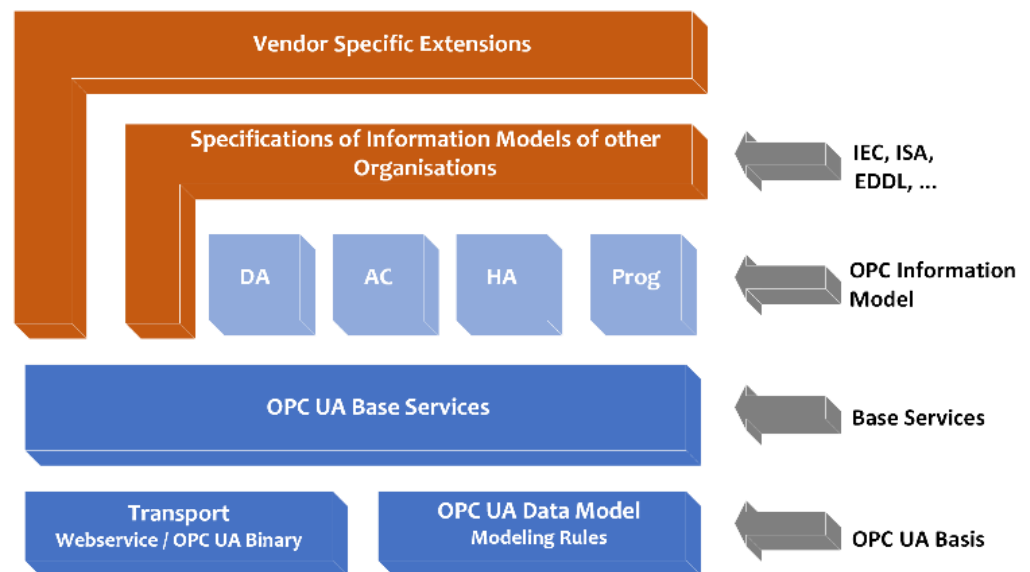 Vendor Specific Extensions
Specifications of Information Models of other
Organisations
IEC, ISA,
EDDL, ...
DA
AC
HA
Prog
OPC Information
Model
OPC UA Base Services
Base Services
Transport
Webservice / OPC UA Binary
OPC UA Data Model
Modeling Rules
OPC UA Basis